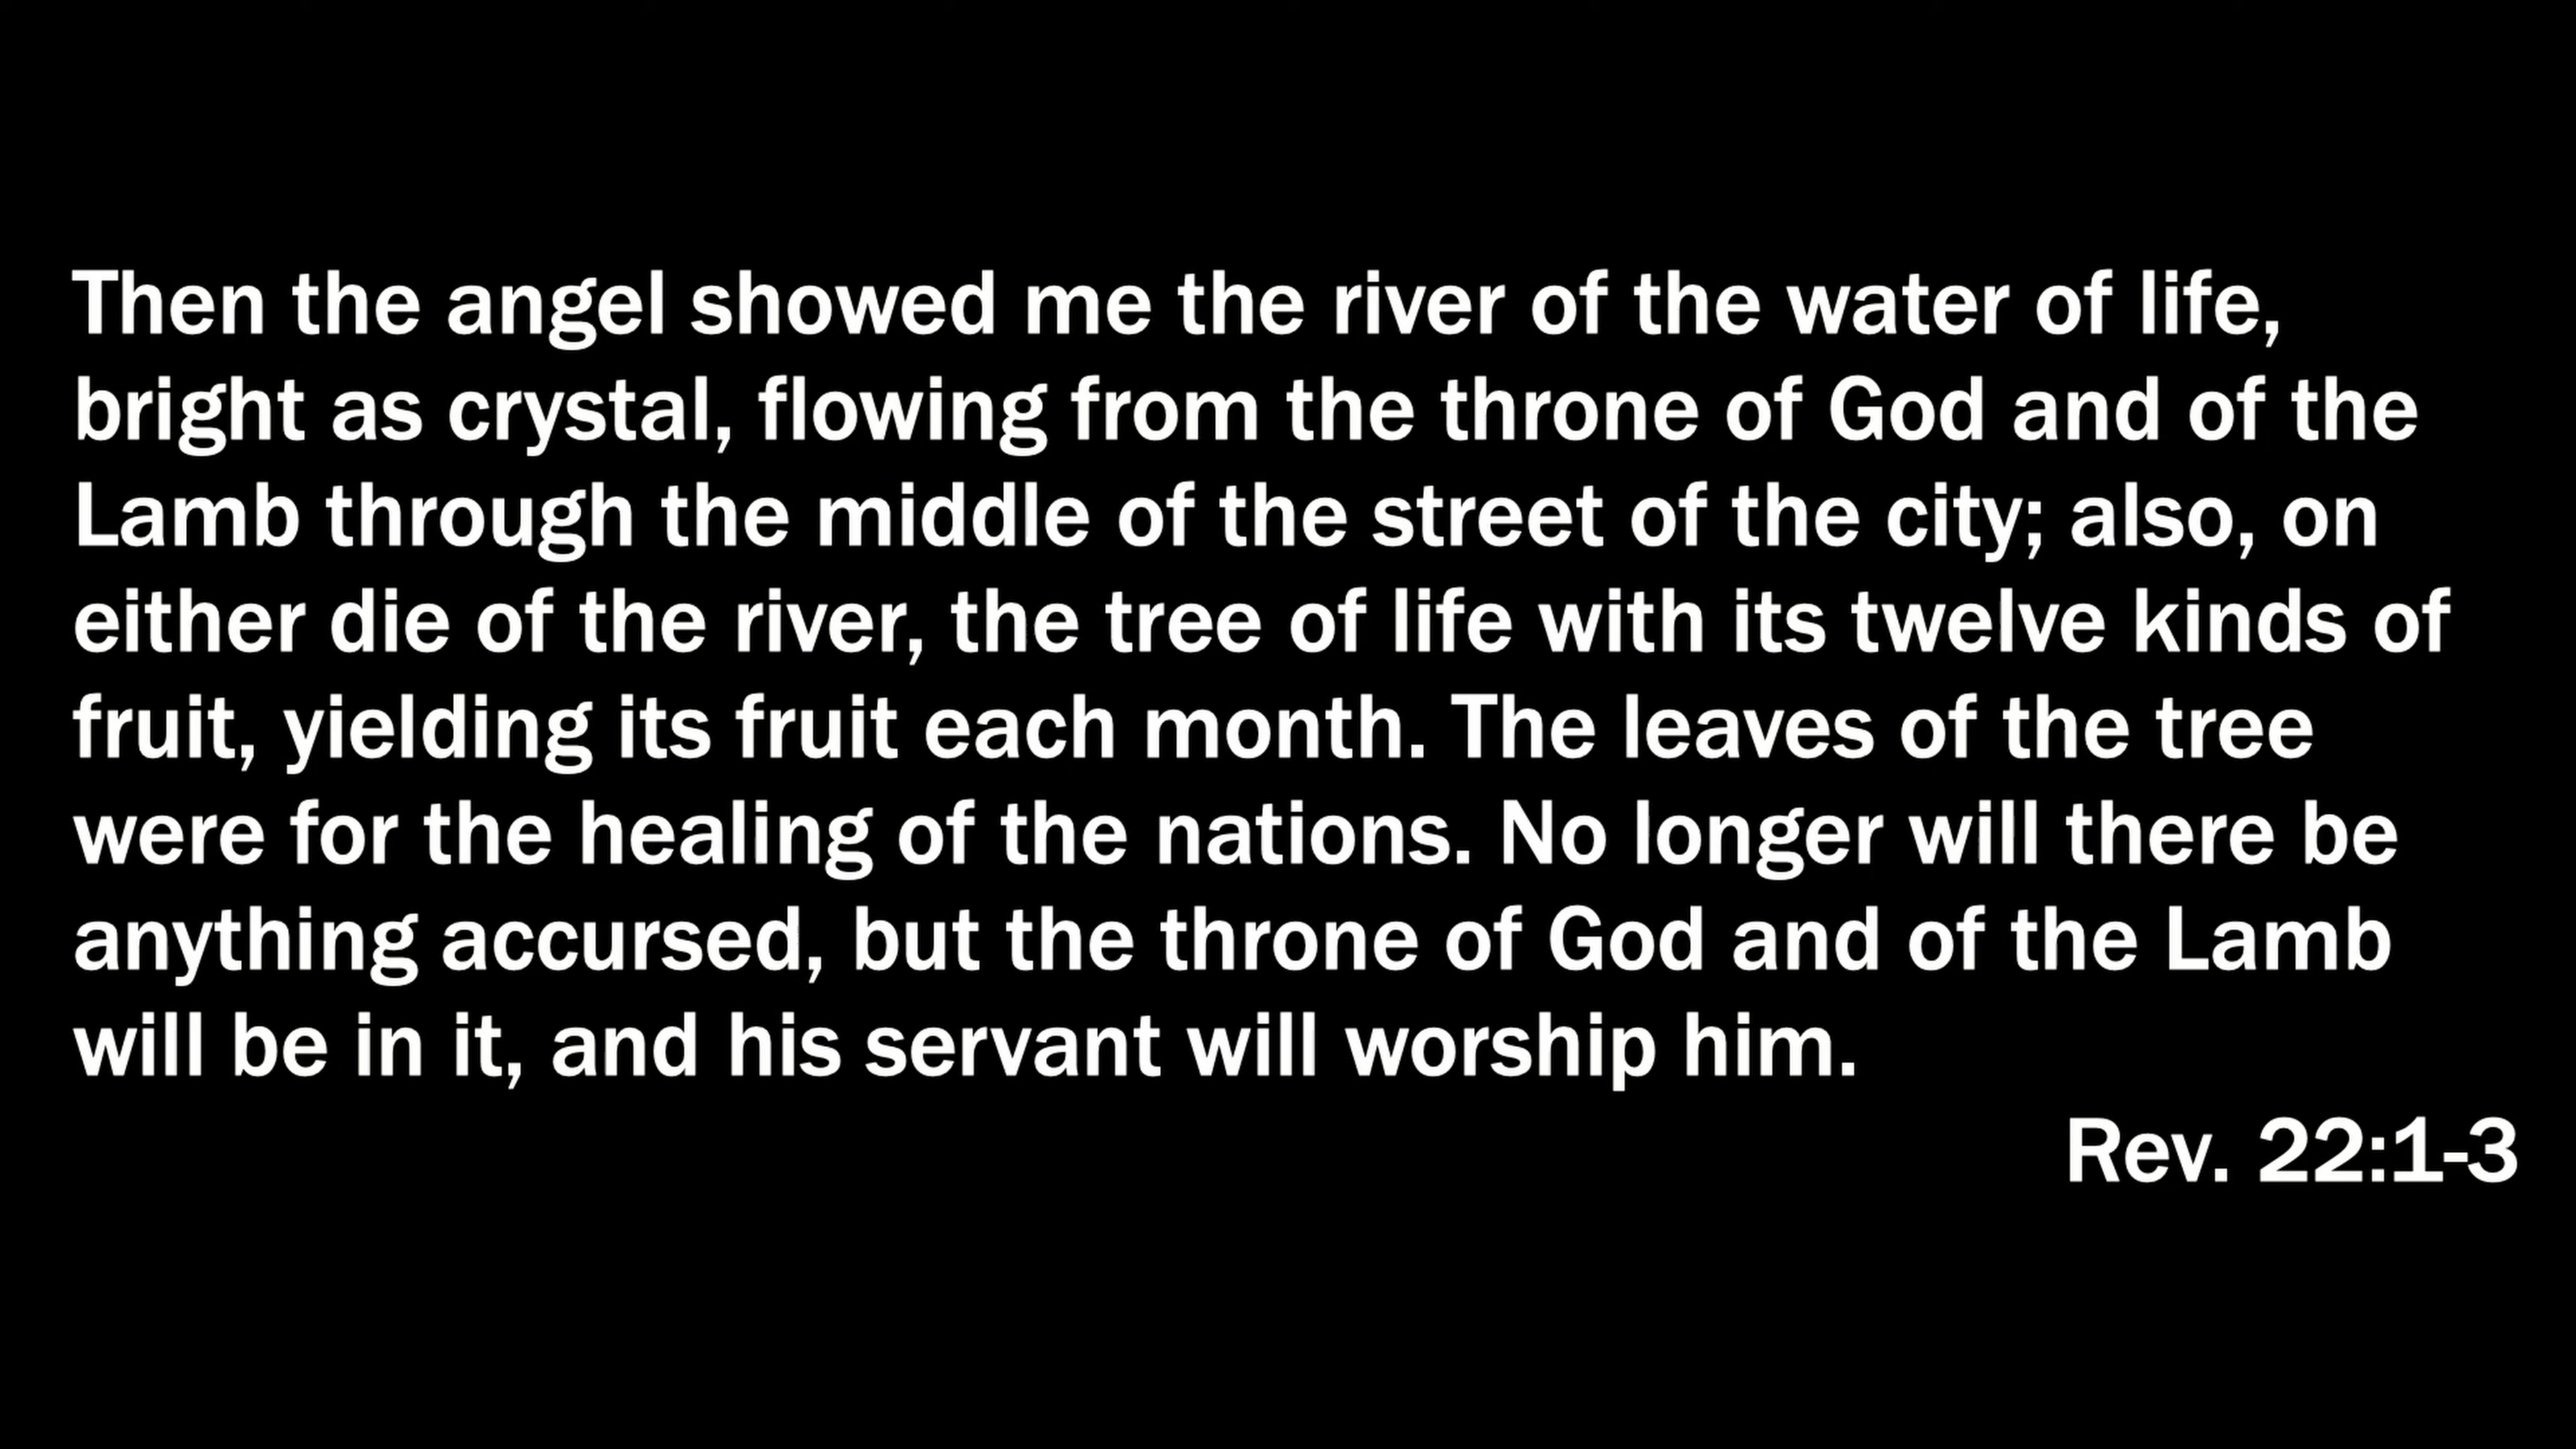 Then the angel showed me the river of the water of life,
bright as crystal, flowing from the throne of God and of the
Lamb through the middle of the street of the city; also, on
either die of the river, the tree of life with its twelve kinds of
fruit, yielding its fruit each month. The leaves of the tree
were for the healing of the nations. No longer will there be
anything accursed, but the throne of God and of the Lamb
will be in it, and his servant will worship him.
Rev. 22:1-3